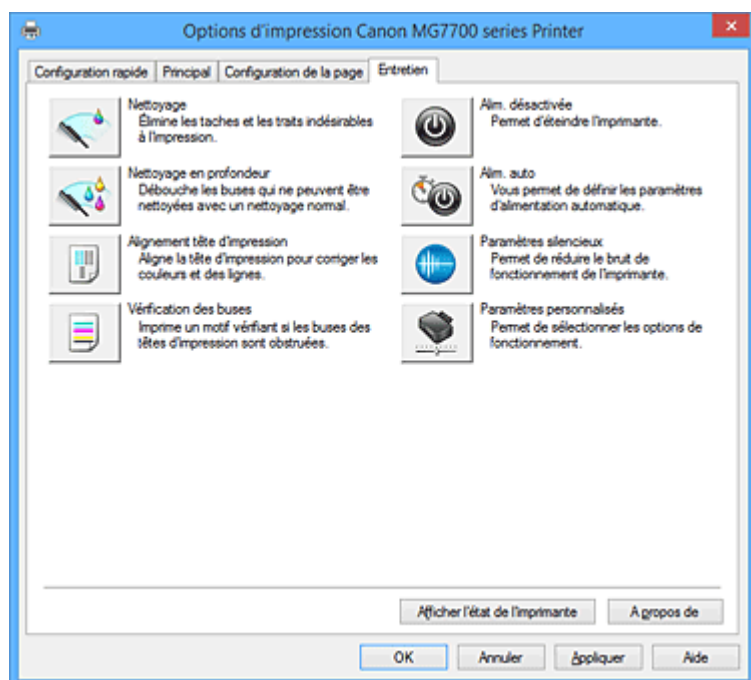 Options d'impression Canon MG7700 series Printer
Configuration rapide
Principal
Configuration de la page
Entretien
Nettoyage
Élimine les taches et les traits indésirables
à l'impression.
Nettoyage en profondeur
Débouche les buses qui ne peuvent être
nettoyées avec un nettoyage normal.
Alignement tête d'impression
Aligne la tête d'impression pour corriger les
couleurs et des lignes.
Vérification des buses
Imprime un motif vérifiant si les buses des
têtes d'impression sont obstruées.
Alim. désactivée
Permet d'éteindre l'imprimante.
Alim. auto
Vous permet de définir les paramètres
d'alimentation automatique.
Paramètres silencieux
Permet de réduire le bruit de
fonctionnement de l'imprimante.
Paramètres personnalisés
Permet de sélectionner les options de
fonctionnement.
Afficher l'état de l'imprimante
A propos de
OK
Annuler
Appliquer
Aide